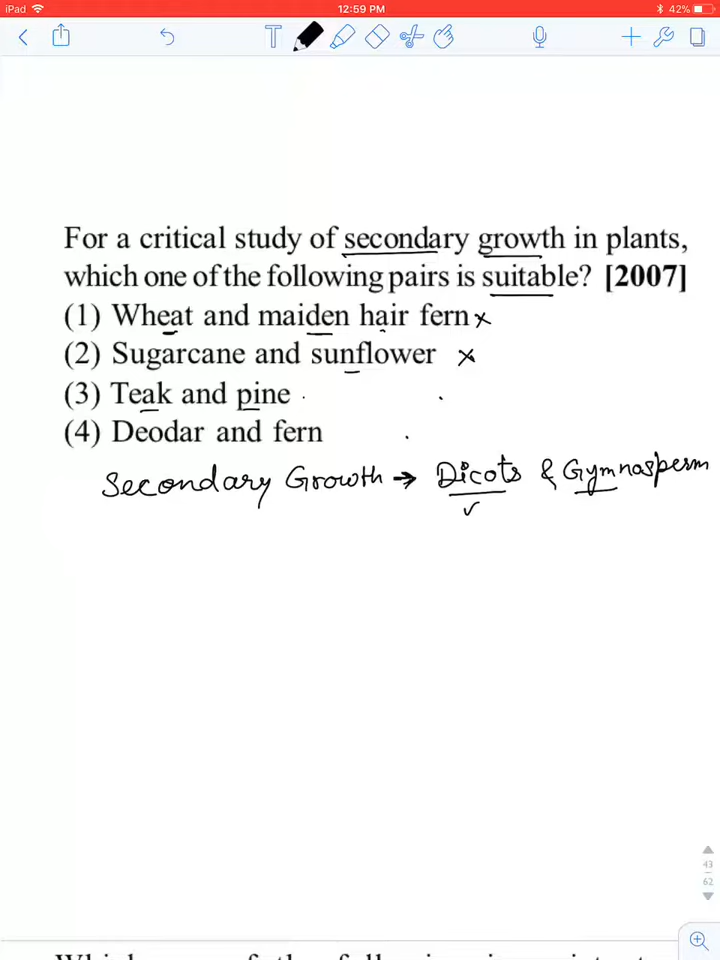 iPad 12:59 PM 42%
T
For a critical study of secondary growth in plants,
which one of the following pairs is suitable? [2007]
(1) Wheat and maiden hair fern x
(2) Sugarcane and sunflower x
(3) Teak and pine
(4) Deodar and fern
Secondary Growth → Dicots & Gymnosperm
43
62